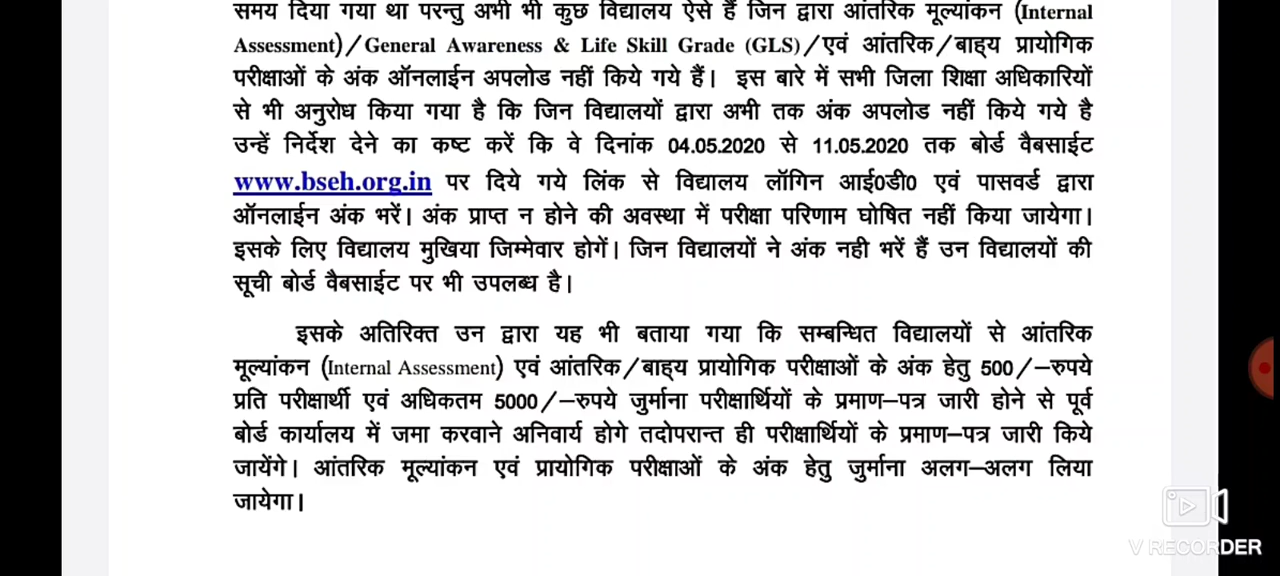 समय दिया गया था परन्तु अभी भी कुछ विद्यालय ऐसे हैं जिन द्वारा आंतरिक मूल्यांकन (Internal
Assessment)/General Awareness & Life Skill Grade (GLS)/एवं आंतरिक/बाह्य प्रायोगिक
परीक्षाओं के अंक ऑनलाईन अपलोड नहीं किये गये हैं। इस बारे में सभी जिला शिक्षा अधिकारियों
से भी अनुरोध किया गया है कि जिन विद्यालयों द्वारा अभी तक अंक अपलोड नहीं किये गये है
उन्हें निर्देश देने का कष्ट करें कि वे दिनांक 04.05.2020 से 11.05.2020 तक बोर्ड वैबसाईट
www.bseh.org.in पर दिये गये लिंक से विद्यालय लॉगिन आई0डी0 एवं पासवर्ड द्वारा
ऑनलाईन अंक भरें। अंक प्राप्त न होने की अवस्था में परीक्षा परिणाम घोषित नहीं किया जायेगा।
इसके लिए विद्यालय मुखिया जिम्मेवार होगें। जिन विद्यालयों ने अंक नही भरें हैं उन विद्यालयों की
सूची बोर्ड वैबसाईट पर भी उपलब्ध है।
इसके अतिरिक्त उन द्वारा यह भी बताया गया कि सम्बन्धित विद्यालयों से आंतरिक
मूल्यांकन (Internal Assessment) एवं आंतरिक/बाह्य प्रायोगिक परीक्षाओं के अंक हेतु 500/–रुपये
प्रति परीक्षार्थी एवं अधिकतम 5000/–रुपये जुर्माना परीक्षार्थियों के प्रमाण–पत्र जारी होने से पूर्व
बोर्ड कार्यालय में जमा करवाने अनिवार्य होगे तदोपरान्त ही परीक्षार्थियों के प्रमाण–पत्र जारी किये
जायेंगे। आंतरिक मूल्यांकन एवं प्रायोगिक परीक्षाओं के अंक हेतु जुर्माना अलग–अलग लिया
जायेगा।
V RECORDER